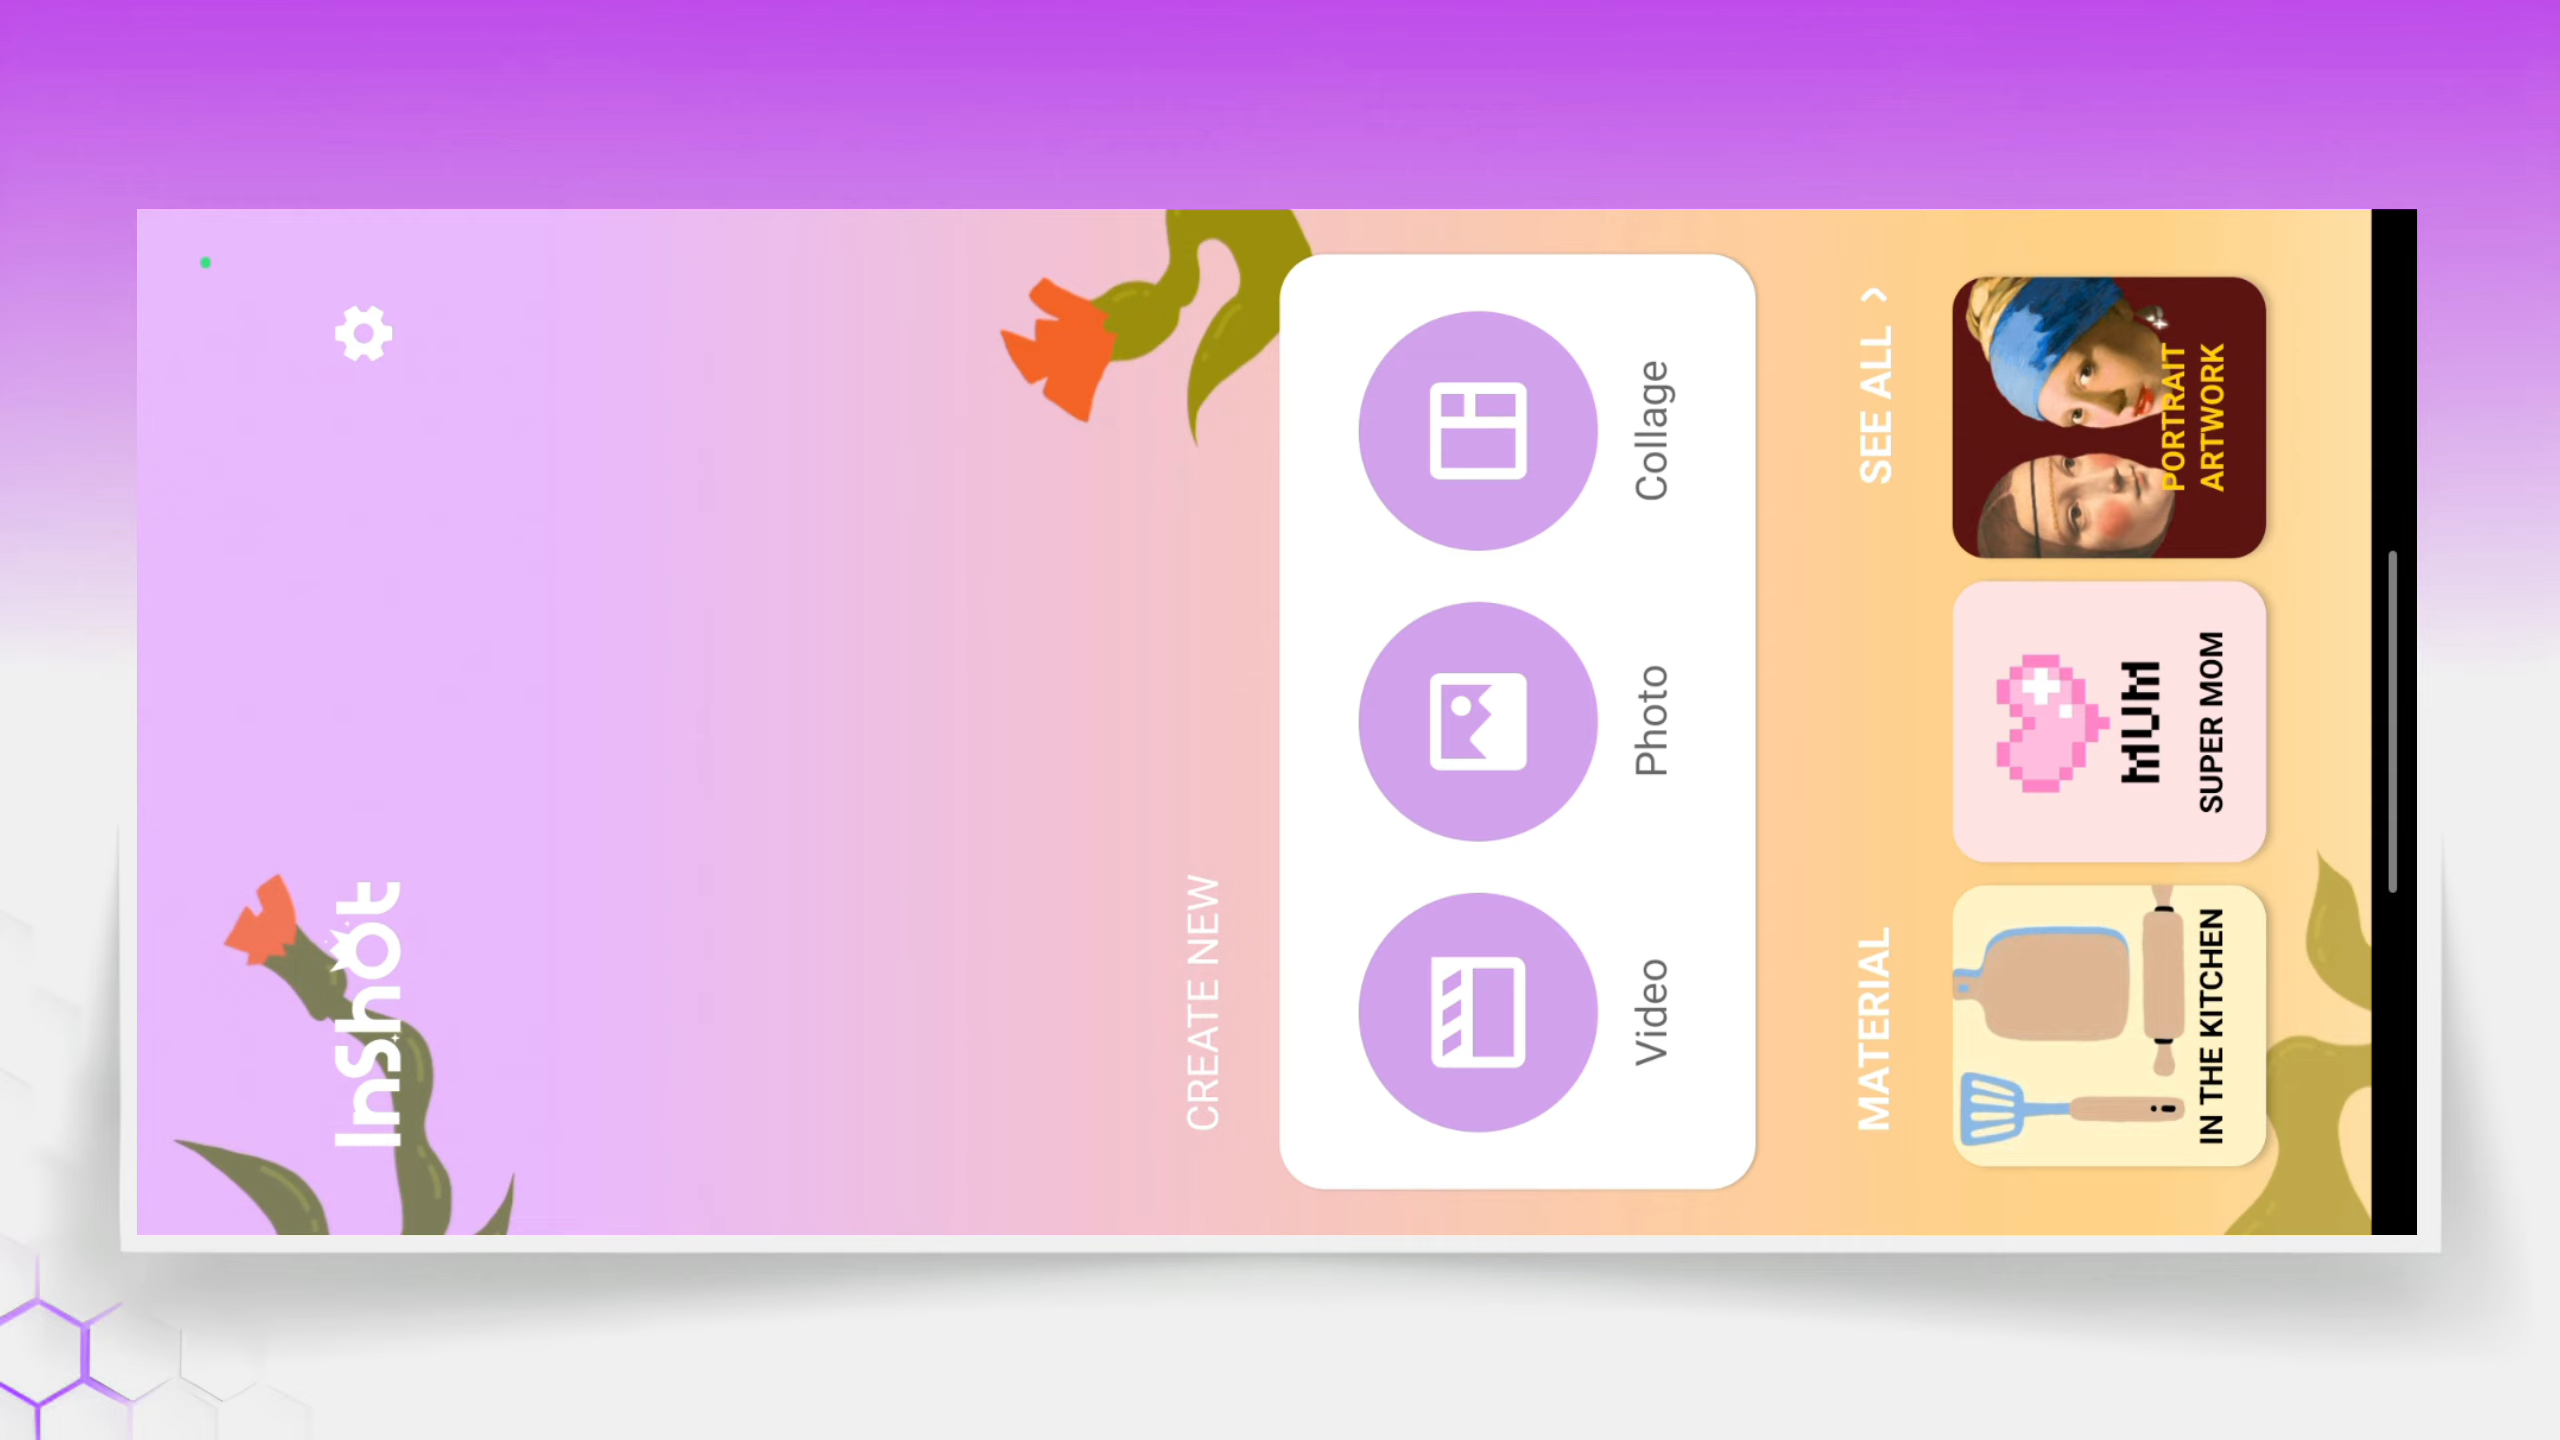 InShot
CREATE NEW
Video
Photo
Collage
MATERIAL
SEE ALL >
IN THE KITCHEN
MUM
SUPER MOM
PORTRAIT
ARTWORK